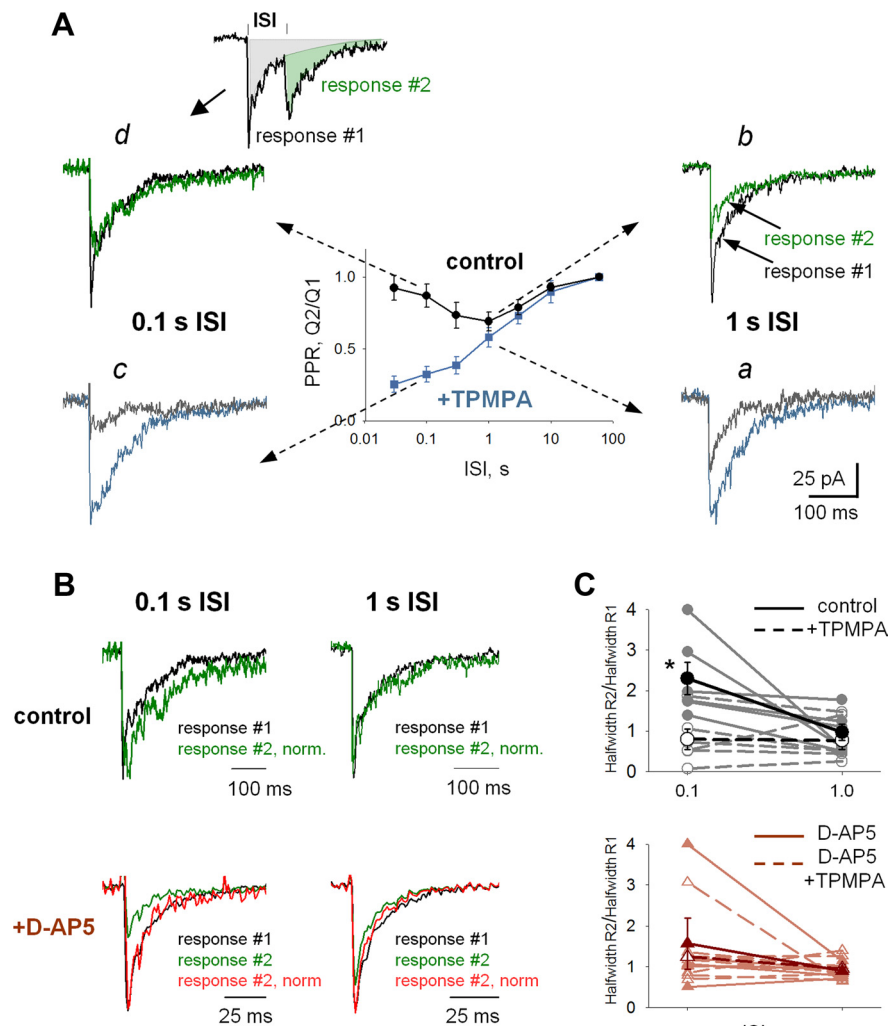 A
ISI
response #2
response #1
d
b
response #2
response #1
control
0.1 s ISI
1 s ISI
PPR, Q2/Q1
1.0
0.5
0.0
+TPMPA
0.01 0.1 1 10 100
ISI, s
c
a
25 pA
100 ms
B
0.1 s ISI
1 s ISI
control
response #1
response #2, norm.
100 ms
response #1
response #2, norm.
100 ms
+D-AP5
response #1
response #2
response #2, norm
25 ms
response #1
response #2
response #2, norm
25 ms
C
control
+TPMPA
*
Halfwidth R2/Halfwidth R1
4
3
2
1
0
0.1 1.0
D-AP5
D-AP5
+TPMPA
Halfwidth R2/Halfwidth R1
4
3
2
1
0